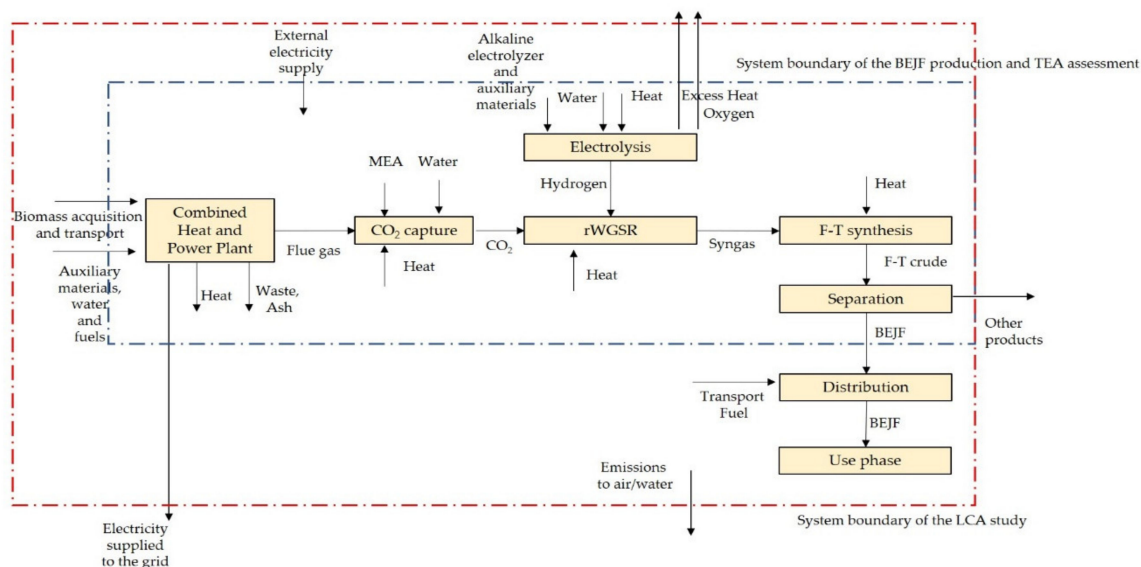 External
electricity
supply
Alkaline
electrolyzer
and
auxiliary
materials
System boundary of the BEJF production and TEA assessment
Water
Heat
Excess Heat
Oxygen
Electrolysis
MEA
Water
Hydrogen
Heat
Biomass acquisition
and transport
Combined
Heat and
Power Plant
Flue gas
CO₂ capture
CO₂
rWGSR
Syngas
F-T synthesis
Auxiliary
materials,
water
and
fuels
Heat
Waste,
Ash
Heat
Heat
F-T crude
Separation
Other
products
BEJF
Transport
Fuel
Distribution
BEJF
Use phase
Emissions
to air/water
Electricity
supplied
to the grid
System boundary of the LCA study